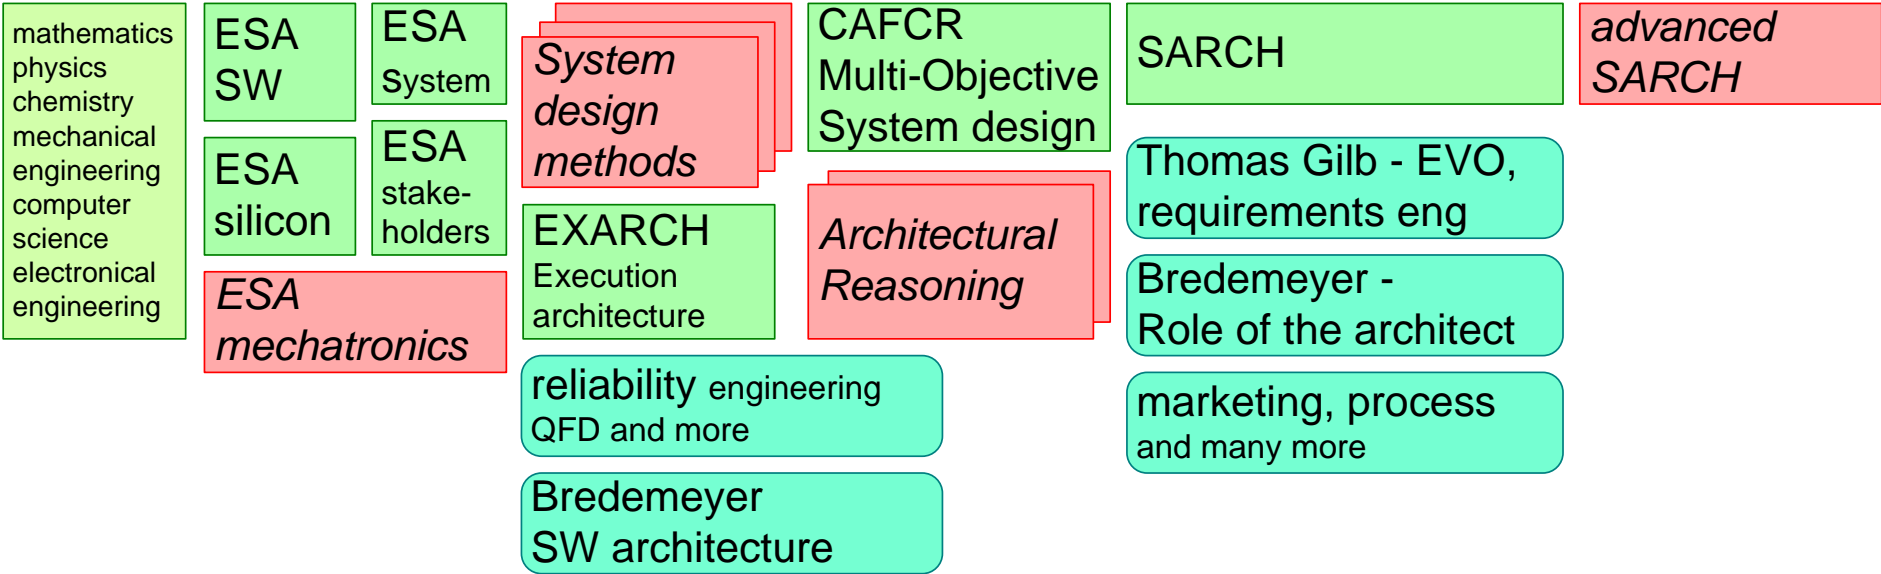 mathematics
physics
chemistry
mechanical
engineering
computer
science
electronical
engineering
ESA
SW
ESA
silicon
ESA
mechatronics
ESA
system
ESA
stake-
holders
System
design
methods
EXARCH
Execution
architecture
reliability engineering
QFD and more
Bredemeyer
SW architecture
CAFCR
Multi-Objective
System design
Architectural
Reasoning
SARCH
Thomas Gilb - EVO,
requirements eng
Bredemeyer -
Role of the architect
marketing, process
and many more
advanced
SARCH